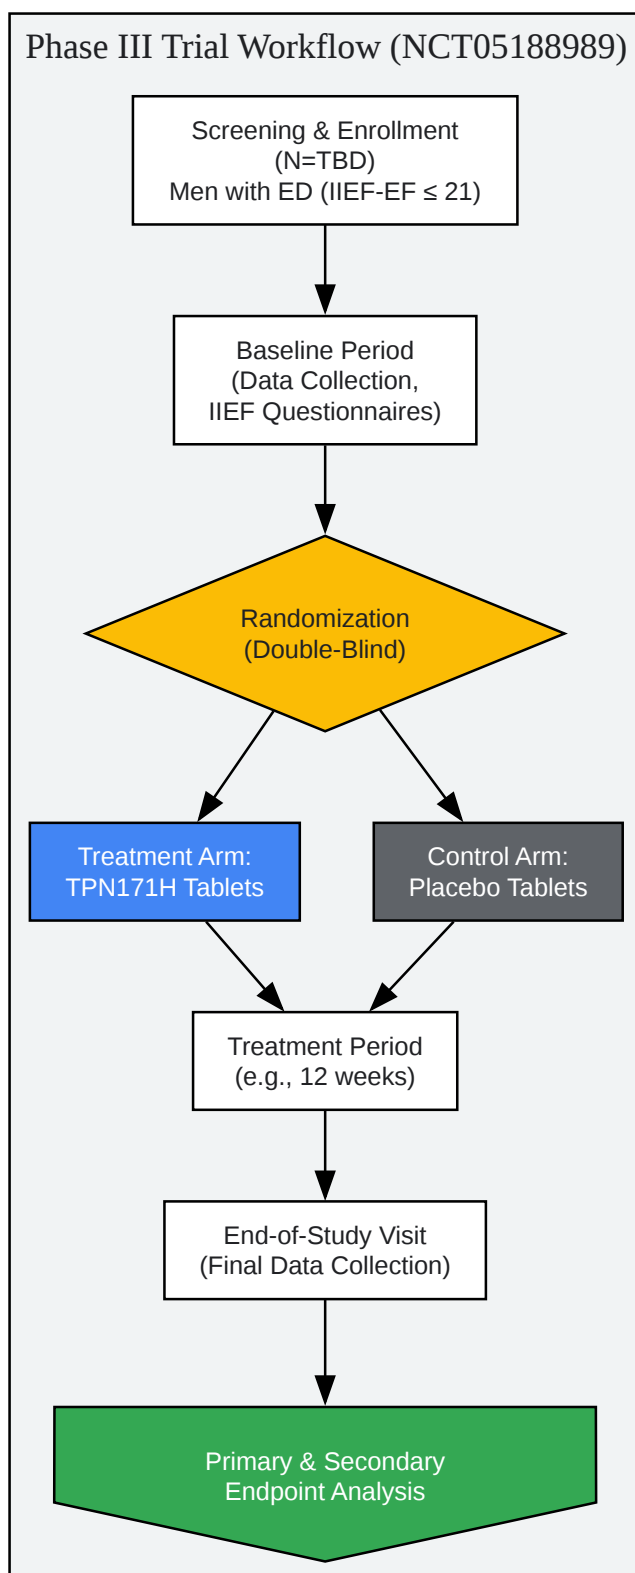 Phase III Trial Workflow (NCT05188989)
Screening & Enrollment
(N=TBD)
Men with ED (IIEF-EF ≤ 21)
Baseline Period
(Data Collection,
IIEF Questionnaires)
Randomization
(Double-Blind)
Treatment Arm:
TPN171H Tablets
Control Arm:
Placebo Tablets
Treatment Period
(e.g., 12 weeks)
End-of-Study Visit
(Final Data Collection)
Primary & Secondary
Endpoint Analysis